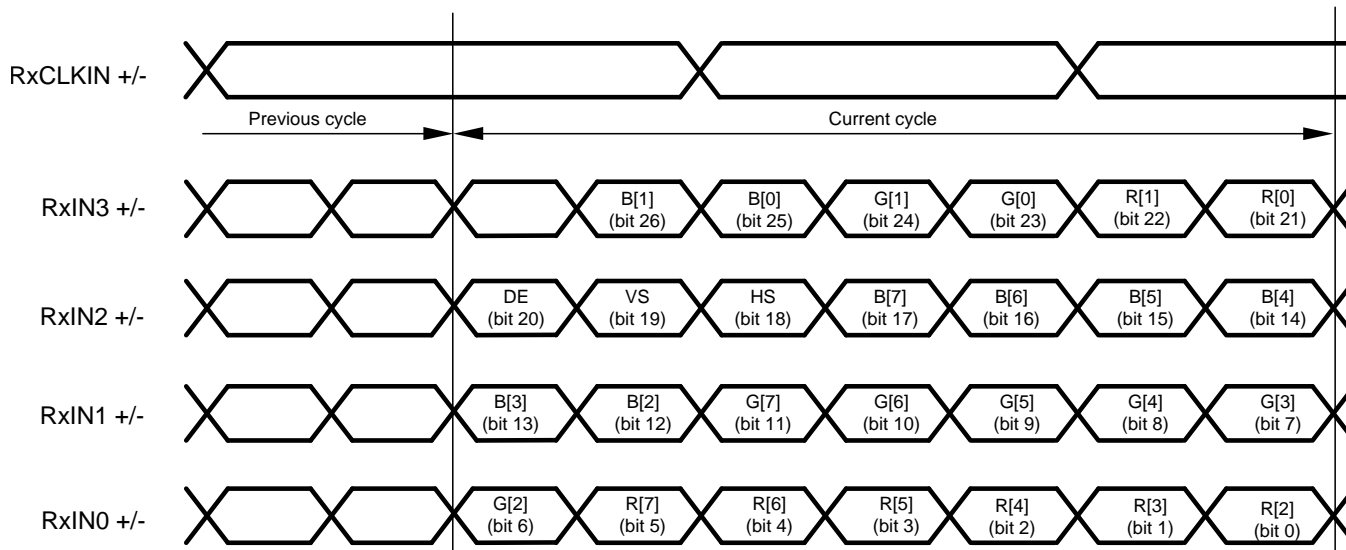 RxCLKIN +/-
Previous cycle
Current cycle
RxIN3 +/-
B[1] B[0] G[1] G[0] R[1] R[0]
(bit 26) (bit 25) (bit 24) (bit 23) (bit 22) (bit 21)
RxIN2 +/-
DE VS HS B[7] B[6] B[5] B[4]
(bit 20) (bit 19) (bit 18) (bit 17) (bit 16) (bit 15) (bit 14)
RxIN1 +/-
B[3] B[2] G[7] G[6] G[5] G[4] G[3]
(bit 13) (bit 12) (bit 11) (bit 10) (bit 9) (bit 8) (bit 7)
RxIN0 +/-
G[2] R[7] R[6] R[5] R[4] R[3] R[2]
(bit 6) (bit 5) (bit 4) (bit 3) (bit 2) (bit 1) (bit 0)